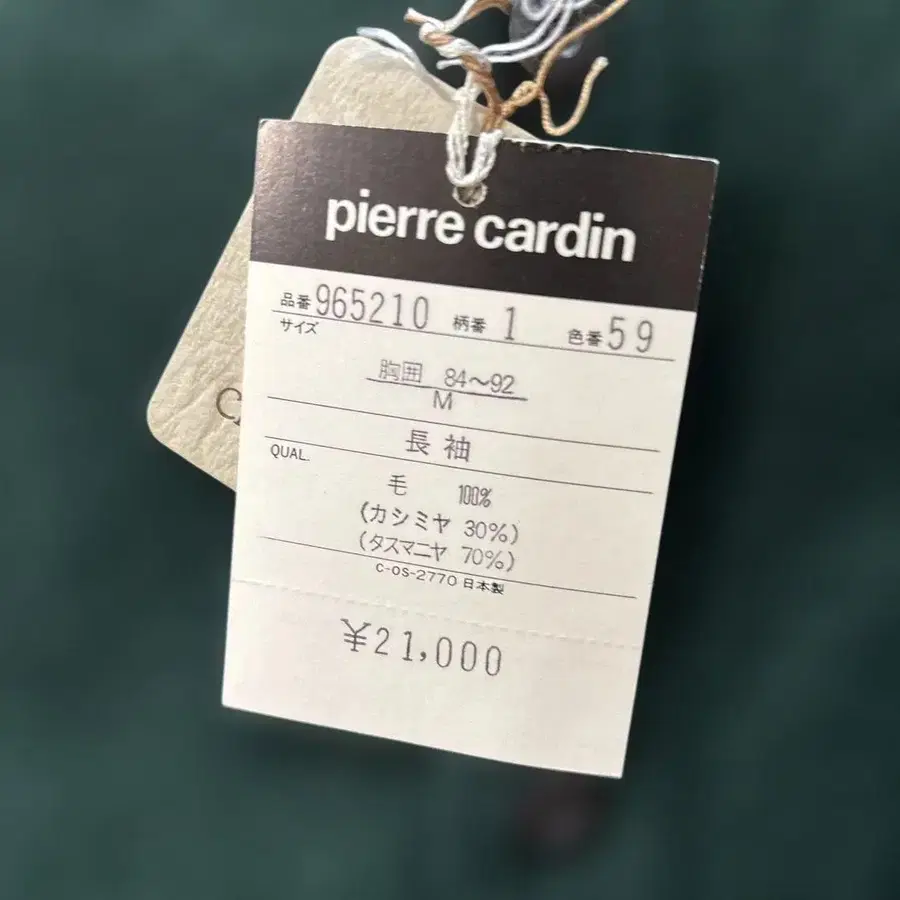 pierre cardin
品番 965210 柄番 1 色番 59
サイズ
胸囲 84〜92
M
長袖
QUAL.
毛 100%
(カシミヤ 30%)
(タスマニヤ 70%)
C-OS-2770 日本製
¥21,000